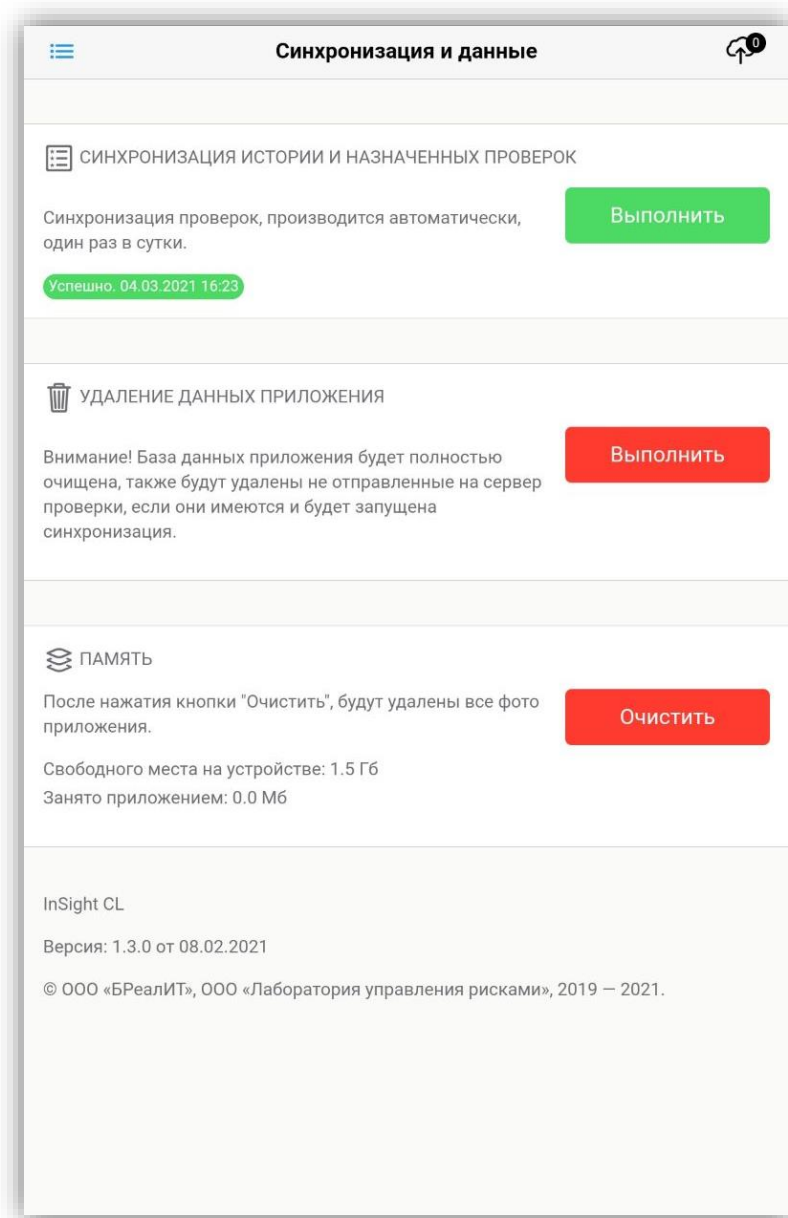 Синхронизация и данные
0
СИНХРОНИЗАЦИЯ ИСТОРИИ И НАЗНАЧЕННЫХ ПРОВЕРОК
Синхронизация проверок, производится автоматически,
один раз в сутки.
Выполнить
Успешно. 04.03.2021 16:23
УДАЛЕНИЕ ДАННЫХ ПРИЛОЖЕНИЯ
Внимание! База данных приложения будет полностью
очищена, также будут удалены не отправленные на сервер
проверки, если они имеются и будет запущена
синхронизация.
Выполнить
ПАМЯТЬ
После нажатия кнопки "Очистить", будут удалены все фото
приложения.
Очистить
Свободного места на устройстве: 1.5 Гб
Занято приложением: 0.0 Мб
InSight CL
Версия: 1.3.0 от 08.02.2021
© ООО «БРеалИТ», ООО «Лаборатория управления рисками», 2019 — 2021.